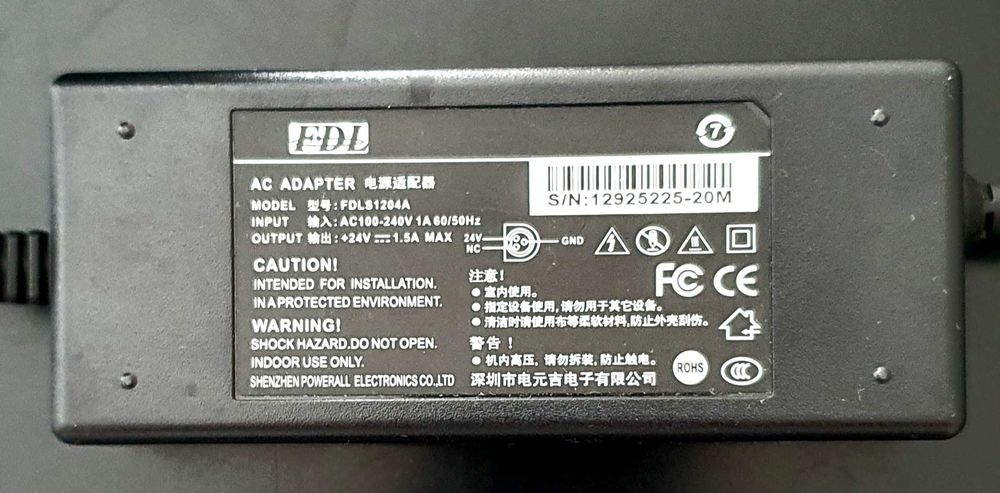 EDL
7
AC ADAPTER 电源适配器
MODEL 型号:FDLS1204A
INPUT 输入:AC100-240V 1A 60/50Hz
OUTPUT 输出:+24V⎓1.5A MAX
S/N:12925225-20M
24V
NC
GND
CAUTION!
INTENDED FOR INSTALLATION.
IN A PROTECTED ENVIRONMENT.
WARNING!
SHOCK HAZARD.DO NOT OPEN.
INDOOR USE ONLY.
SHENZHEN POWERALL ELECTRONICS CO.,LTD
注意!
● 室内使用。
● 指定设备使用,请勿用于其它设备。
● 清洁时请使用布等柔软材料,防止外壳刮伤。
警告!
● 机内高压, 请勿拆装, 防止触电。
深圳市电元吉电子有限公司
FC CE
ROHS
CCC